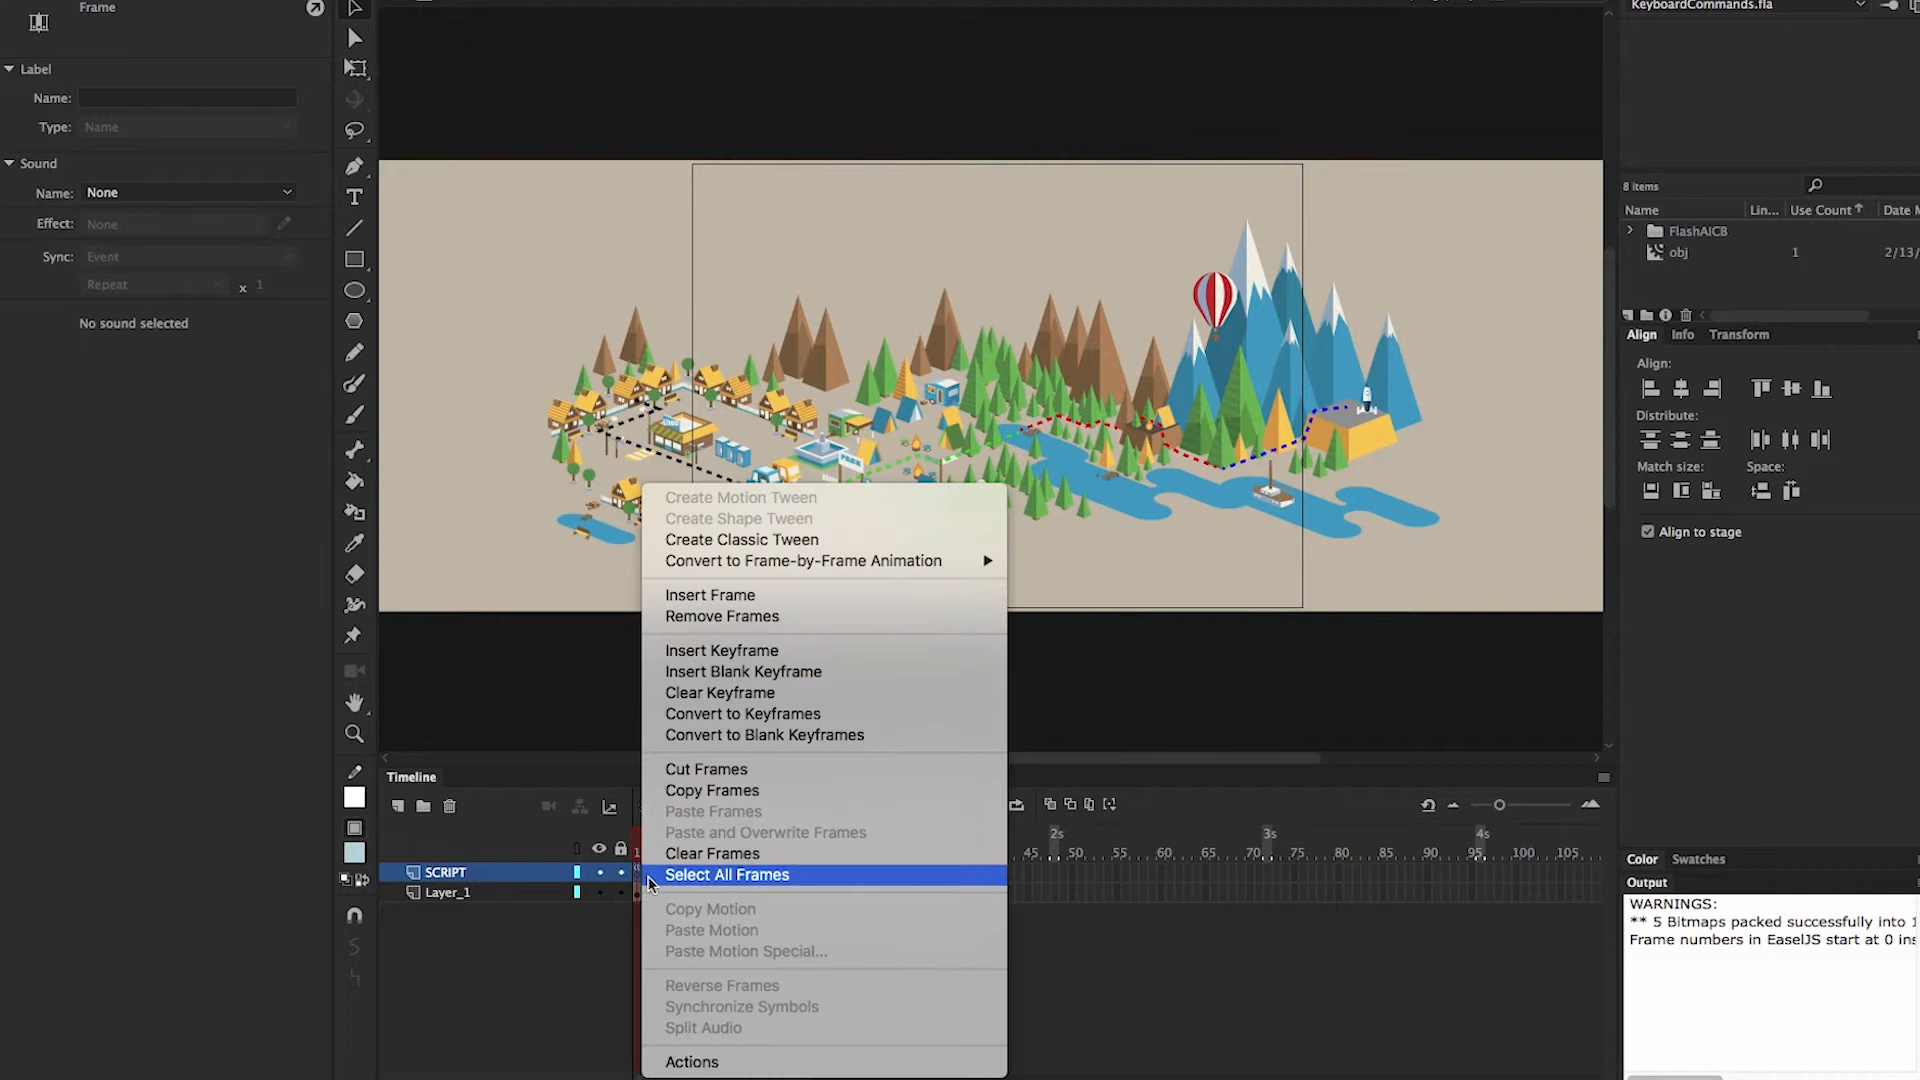 Frame
Label
Name:
Type: Name
Sound
Name: None
Effect: None
Sync: Event
Repeat x 1
No sound selected
SHOP
PARK
Create Motion Tween
Create Shape Tween
Create Classic Tween
Convert to Frame-by-Frame Animation
Insert Frame
Remove Frames
Insert Keyframe
Insert Blank Keyframe
Clear Keyframe
Convert to Keyframes
Convert to Blank Keyframes
Cut Frames
Copy Frames
Paste Frames
Paste and Overwrite Frames
Clear Frames
Select All Frames
Copy Motion
Paste Motion
Paste Motion Special...
Reverse Frames
Synchronize Symbols
Split Audio
Actions
Timeline
2s 3s 4s
1 45 50 55 60 65 70 75 80 85 90 95 100 105
SCRIPT
Layer_1
KeyboardCommands.fla
8 items
Name Lin... Use Count Date M
FlashAICB
obj 1 2/13/
Align Info Transform
Align:
Distribute:
Match size: Space:
Align to stage
Color Swatches
Output
WARNINGS:
** 5 Bitmaps packed successfully into 1
Frame numbers in EaselJS start at 0 ins